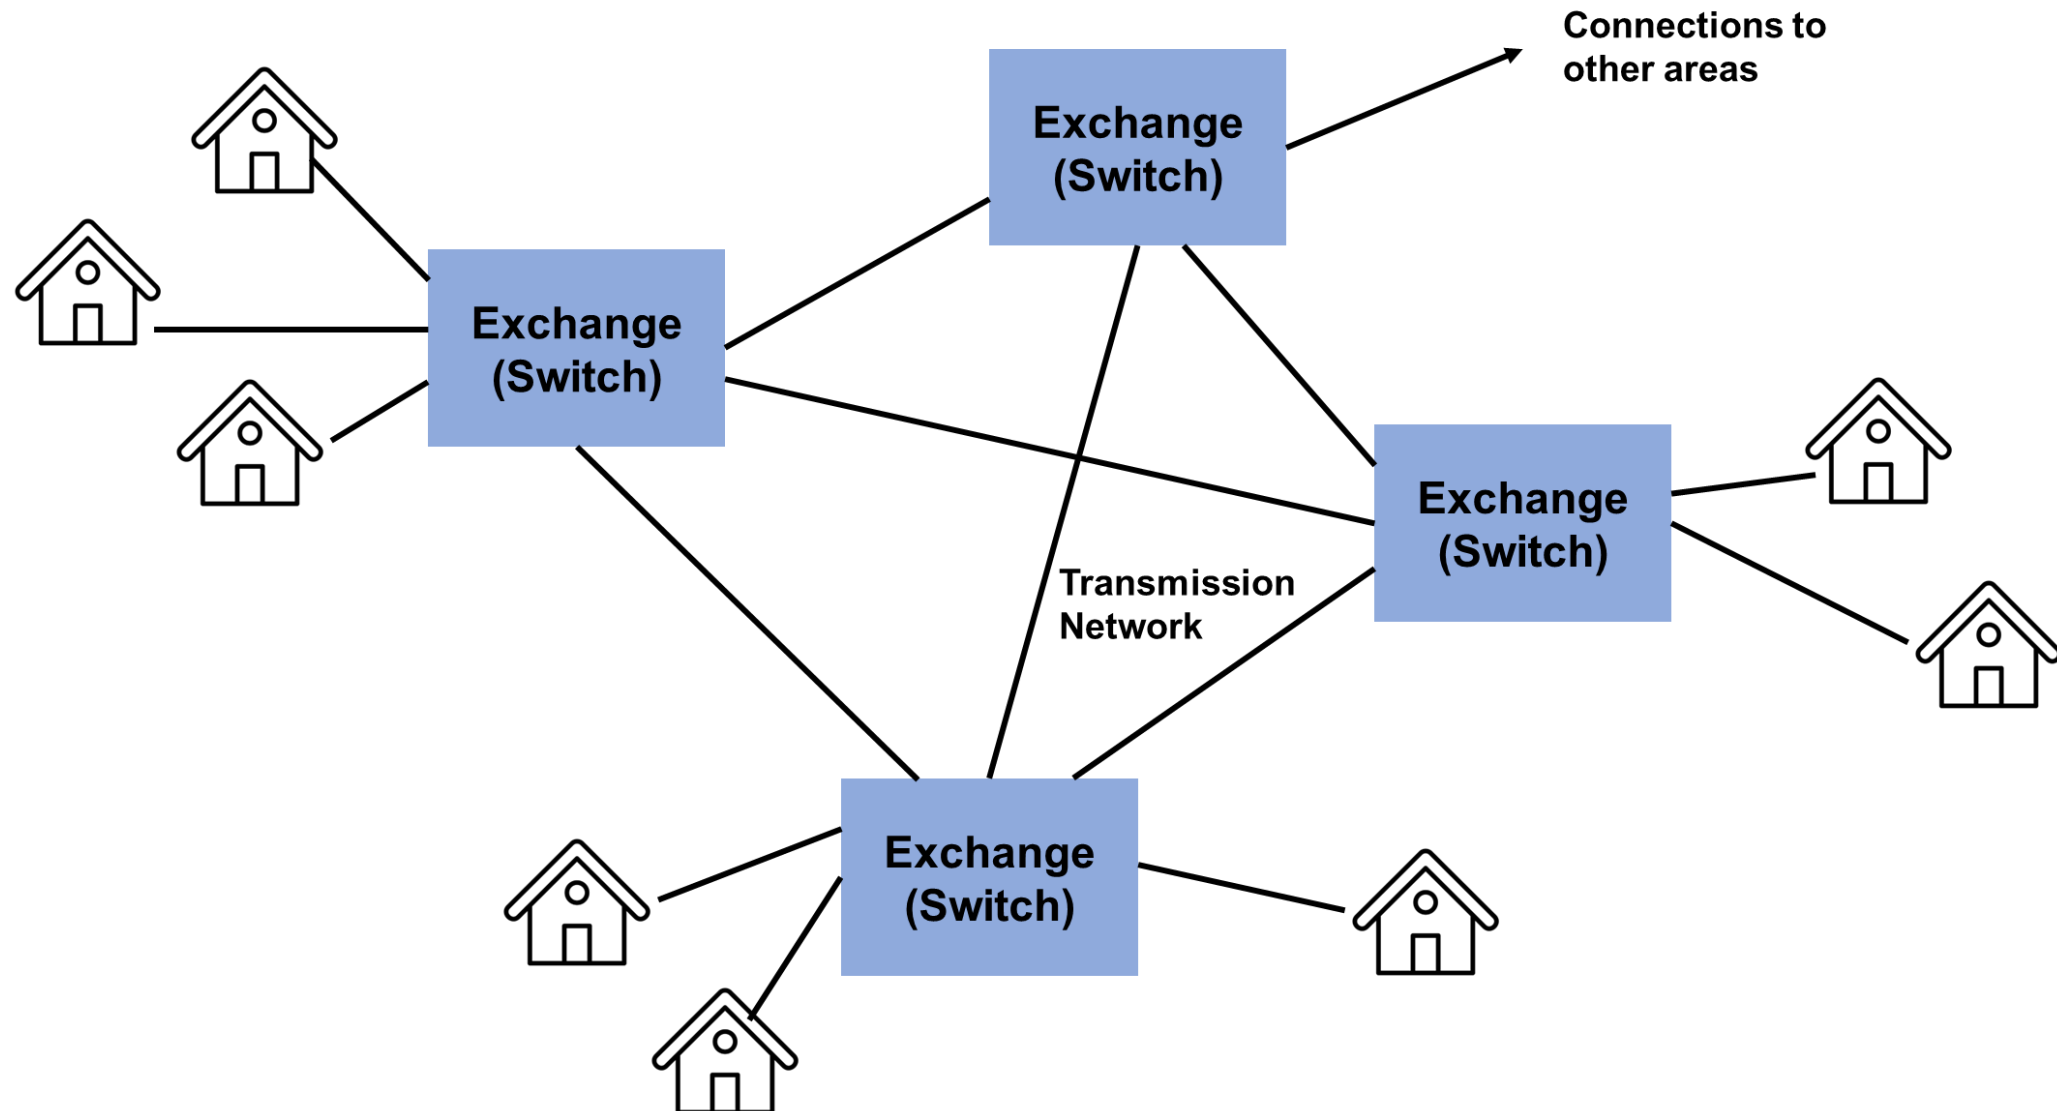 Connections to
other areas
Exchange
(Switch)
Exchange
(Switch)
Exchange
(Switch)
Transmission
Network
Exchange
(Switch)